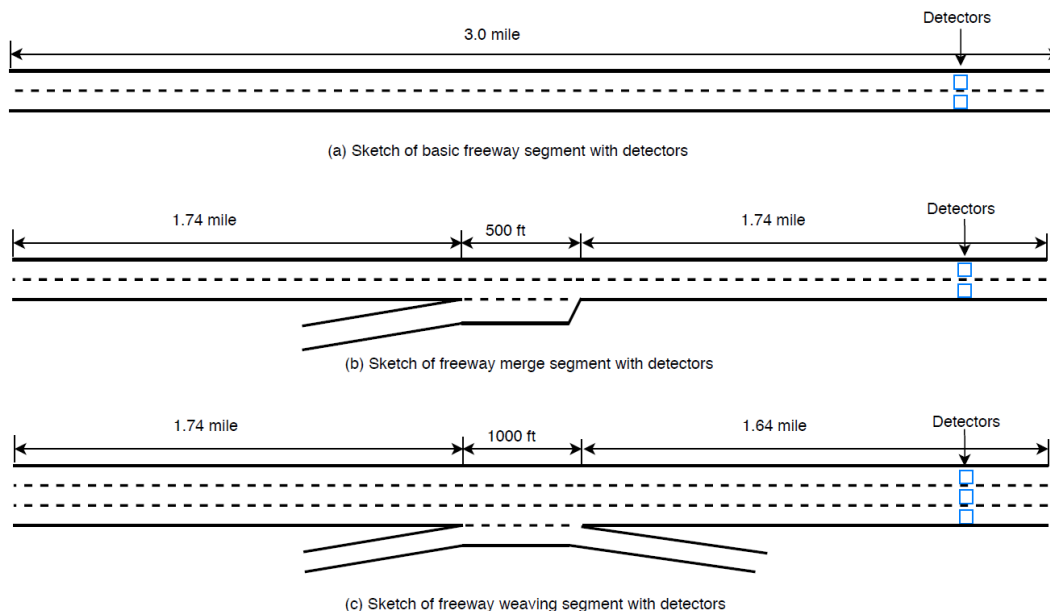 Detectors
3.0 mile
(a) Sketch of basic freeway segment with detectors
1.74 mile
500 ft
1.74 mile
Detectors
(b) Sketch of freeway merge segment with detectors
1.74 mile
1000 ft
1.64 mile
Detectors
(c) Sketch of freeway weaving segment with detectors